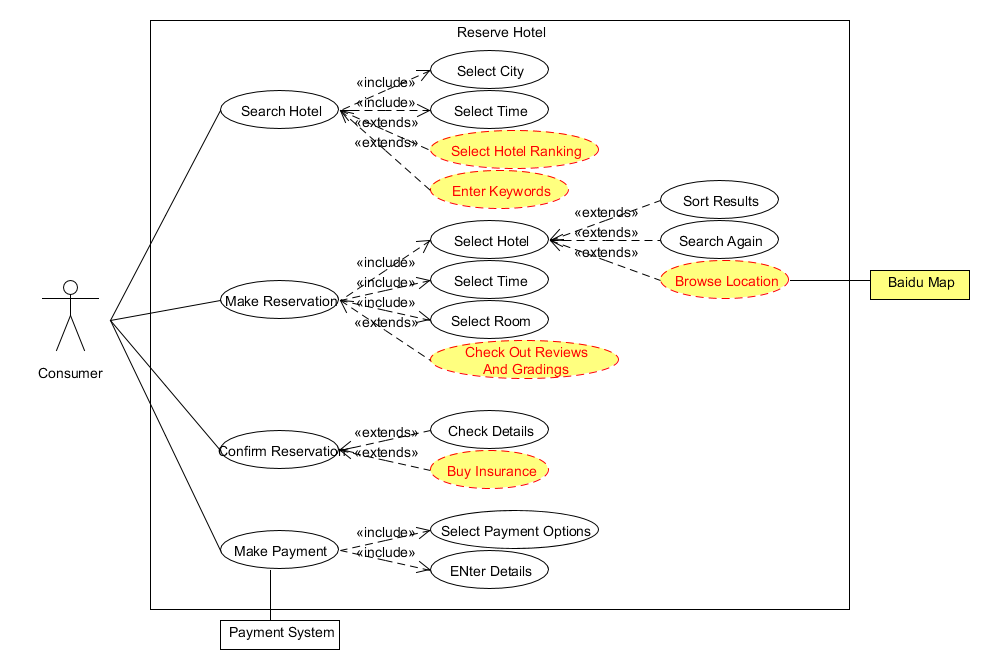 Reserve Hotel
Select City
«include»
Search Hotel
«include»
Select Time
«extends»
Select Hotel Ranking
«extends»
Enter Keywords
Sort Results
«extends»
Select Hotel
«extends»
Search Again
«extends»
«include»
Select Time
«include»
Browse Location
Baidu Map
Make Reservation
«include»
Select Room
«extends»
Check Out Reviews
And Gradings
Consumer
«extends»
Check Details
Confirm Reservation
«extends»
Buy Insurance
«include»
Select Payment Options
Make Payment
«include»
ENter Details
Payment System